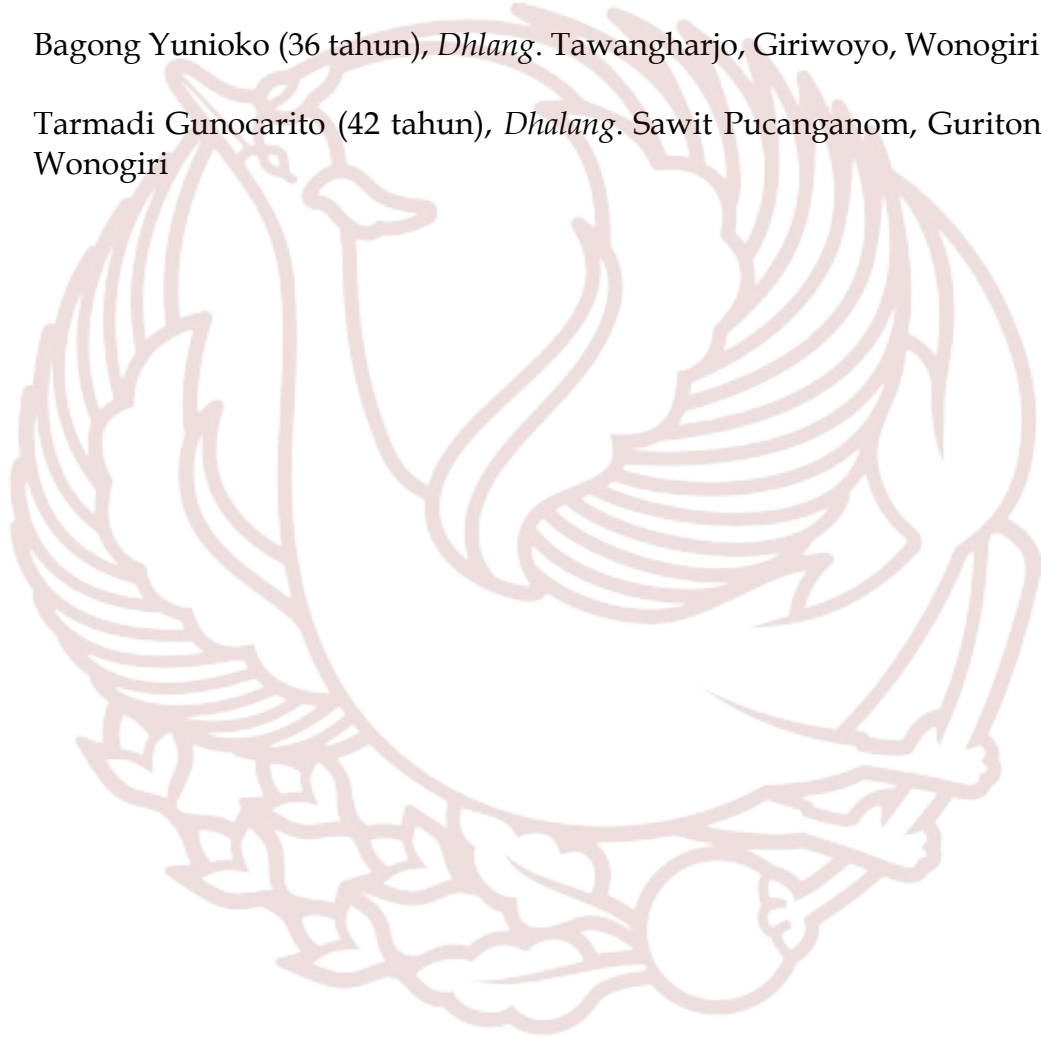 Bagong Yunioko (36 tahun), Dhlang. Tawangharjo, Giriwoyo, Wonogiri
Tarmadi Gunocarito (42 tahun), Dhalang. Sawit Pucanganom, Guriton
Wonogiri